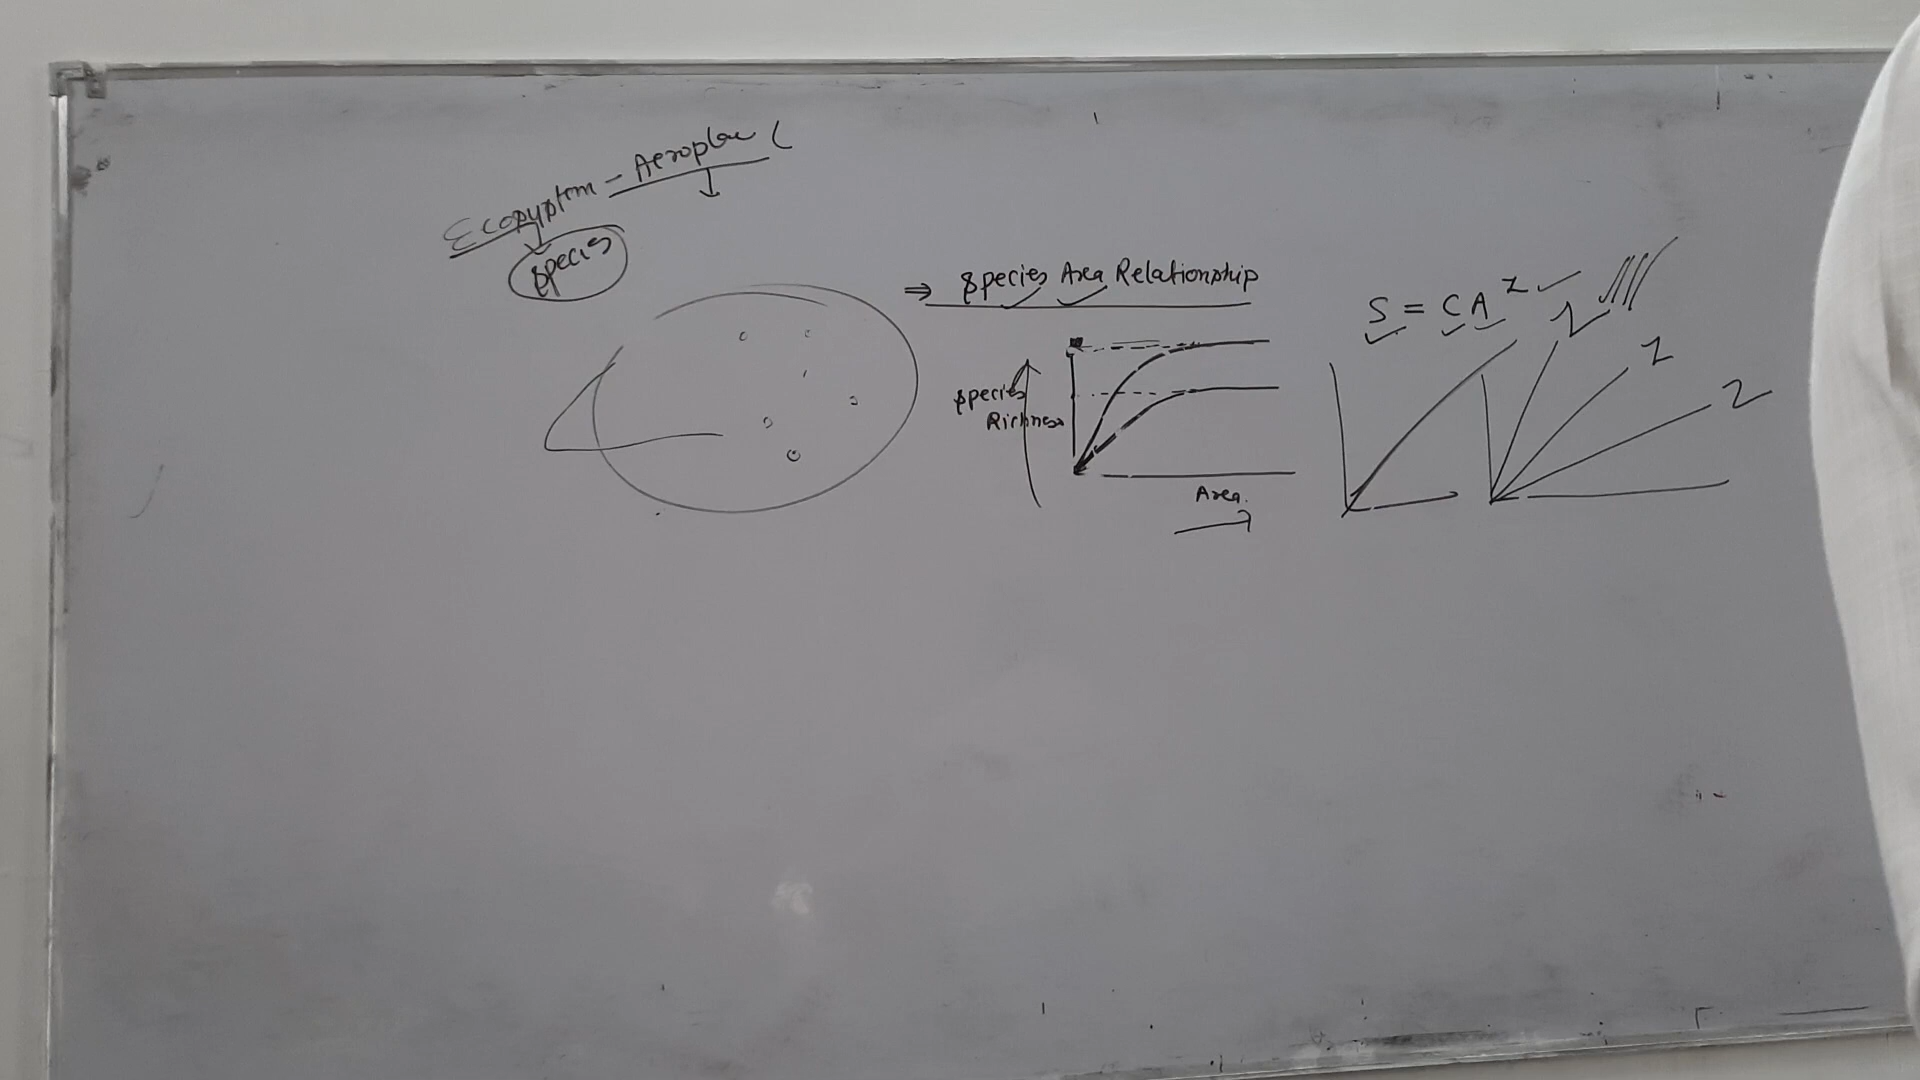 Ecosystem - Aeroplane (
species
⇒ Species Area Relationship
S = CA^z
Z
Z
Z
Species
Richness
Area.